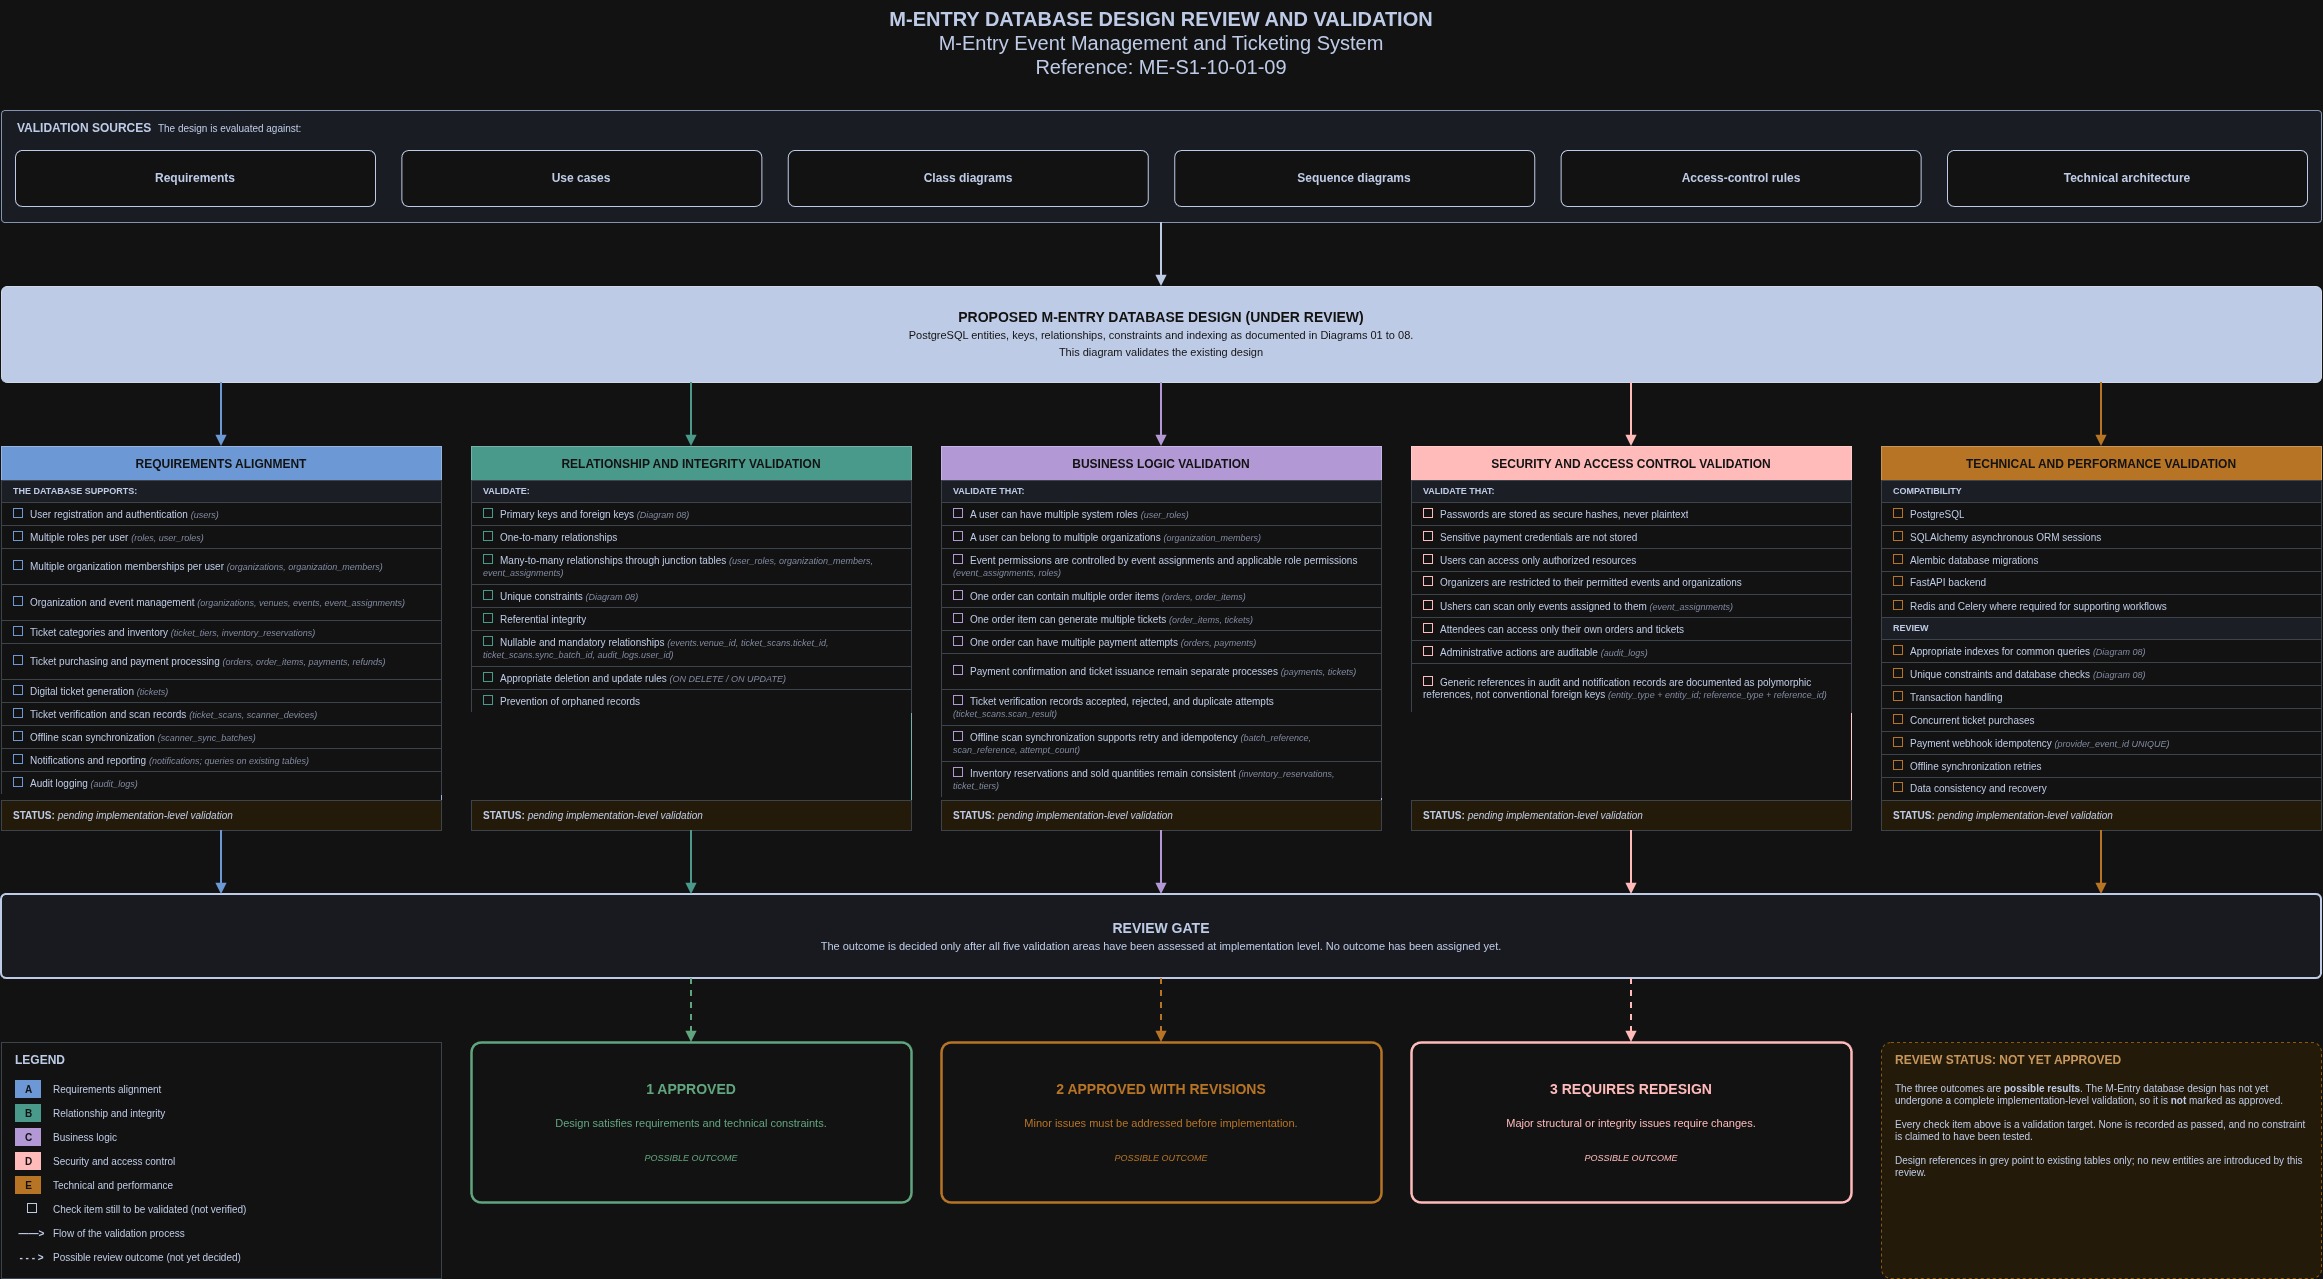 M-ENTRY DATABASE DESIGN REVIEW AND VALIDATION
M-Entry Event Management and Ticketing System
Reference: ME-S1-10-01-09
VALIDATION SOURCES The design is evaluated against:
Requirements
Use cases
Class diagrams
Sequence diagrams
Access-control rules
Technical architecture
PROPOSED M-ENTRY DATABASE DESIGN (UNDER REVIEW)
PostgreSQL entities, keys, relationships, constraints and indexing as documented in Diagrams 01 to 08.
This diagram validates the existing design
REQUIREMENTS ALIGNMENT
THE DATABASE SUPPORTS:
User registration and authentication (users)
Multiple roles per user (roles, user_roles)
Multiple organization memberships per user (organizations, organization_members)
Organization and event management (organizations, venues, events, event_assignments)
Ticket categories and inventory (ticket_tiers, inventory_reservations)
Ticket purchasing and payment processing (orders, order_items, payments, refunds)
Digital ticket generation (tickets)
Ticket verification and scan records (ticket_scans, scanner_devices)
Offline scan synchronization (scanner_sync_batches)
Notifications and reporting (notifications; queries on existing tables)
Audit logging (audit_logs)
STATUS: pending implementation-level validation
RELATIONSHIP AND INTEGRITY VALIDATION
VALIDATE:
Primary keys and foreign keys (Diagram 08)
One-to-many relationships
Many-to-many relationships through junction tables (user_roles, organization_members,
event_assignments)
Unique constraints (Diagram 08)
Referential integrity
Nullable and mandatory relationships (events.venue_id, ticket_scans.ticket_id,
ticket_scans.sync_batch_id, audit_logs.user_id)
Appropriate deletion and update rules (ON DELETE / ON UPDATE)
Prevention of orphaned records
STATUS: pending implementation-level validation
BUSINESS LOGIC VALIDATION
VALIDATE THAT:
A user can have multiple system roles (user_roles)
A user can belong to multiple organizations (organization_members)
Event permissions are controlled by event assignments and applicable role permissions
(event_assignments, roles)
One order can contain multiple order items (orders, order_items)
One order item can generate multiple tickets (order_items, tickets)
One order can have multiple payment attempts (orders, payments)
Payment confirmation and ticket issuance remain separate processes (payments, tickets)
Ticket verification records accepted, rejected, and duplicate attempts
(ticket_scans.scan_result)
Offline scan synchronization supports retry and idempotency (batch_reference,
scan_reference, attempt_count)
Inventory reservations and sold quantities remain consistent (inventory_reservations,
ticket_tiers)
STATUS: pending implementation-level validation
SECURITY AND ACCESS CONTROL VALIDATION
VALIDATE THAT:
Passwords are stored as secure hashes, never plaintext
Sensitive payment credentials are not stored
Users can access only authorized resources
Organizers are restricted to their permitted events and organizations
Ushers can scan only events assigned to them (event_assignments)
Attendees can access only their own orders and tickets
Administrative actions are auditable (audit_logs)
Generic references in audit and notification records are documented as polymorphic
references, not conventional foreign keys (entity_type + entity_id; reference_type + reference_id)
STATUS: pending implementation-level validation
TECHNICAL AND PERFORMANCE VALIDATION
COMPATIBILITY
PostgreSQL
SQLAlchemy asynchronous ORM sessions
Alembic database migrations
FastAPI backend
Redis and Celery where required for supporting workflows
REVIEW
Appropriate indexes for common queries (Diagram 08)
Unique constraints and database checks (Diagram 08)
Transaction handling
Concurrent ticket purchases
Payment webhook idempotency (provider_event_id UNIQUE)
Offline synchronization retries
Data consistency and recovery
STATUS: pending implementation-level validation
REVIEW GATE
The outcome is decided only after all five validation areas have been assessed at implementation level. No outcome has been assigned yet.
LEGEND
A Requirements alignment
B Relationship and integrity
C Business logic
D Security and access control
E Technical and performance
Check item still to be validated (not verified)
Flow of the validation process
- - - > Possible review outcome (not yet decided)
1 APPROVED
Design satisfies requirements and technical constraints.
POSSIBLE OUTCOME
2 APPROVED WITH REVISIONS
Minor issues must be addressed before implementation.
POSSIBLE OUTCOME
3 REQUIRES REDESIGN
Major structural or integrity issues require changes.
POSSIBLE OUTCOME
REVIEW STATUS: NOT YET APPROVED
The three outcomes are possible results. The M-Entry database design has not yet
undergone a complete implementation-level validation, so it is not marked as approved.
Every check item above is a validation target. None is recorded as passed, and no constraint
is claimed to have been tested.
Design references in grey point to existing tables only; no new entities are introduced by this
review.